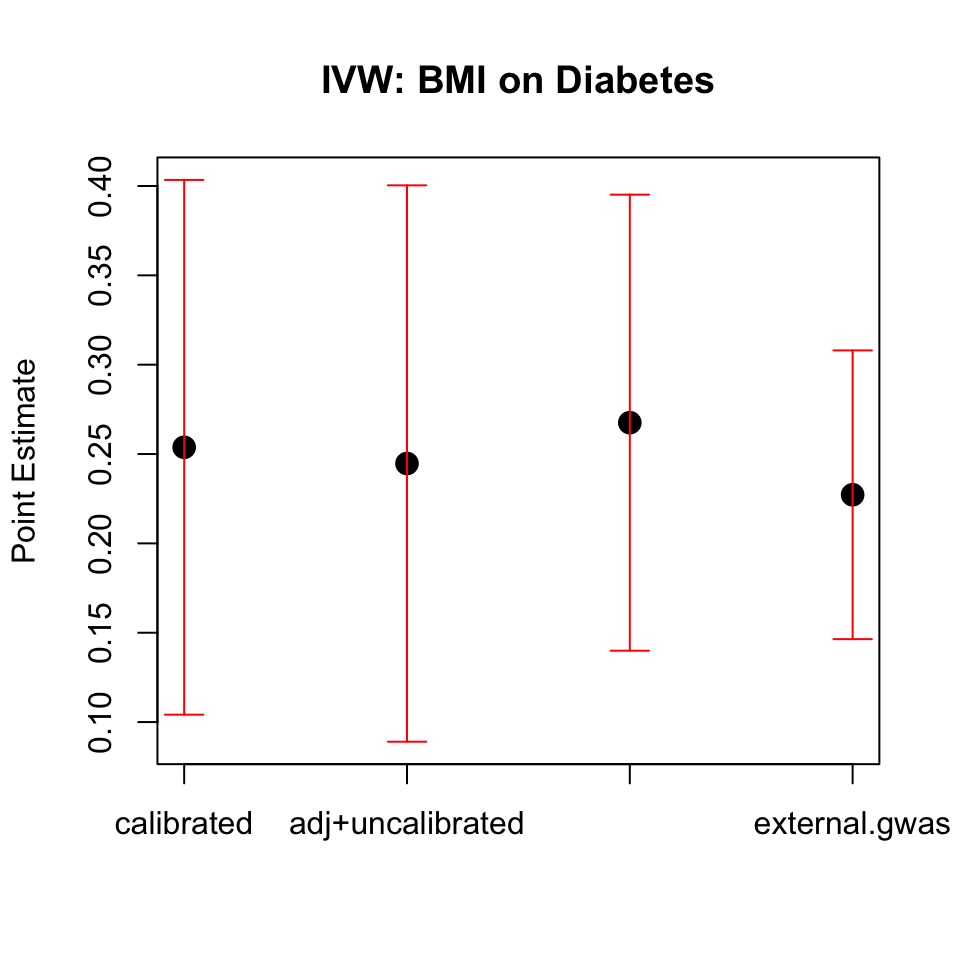 IVW: BMI on Diabetes
Point Estimate
0.40
0.35
0.30
0.25
0.20
0.15
0.10
calibrated adj+uncalibrated external.gwas